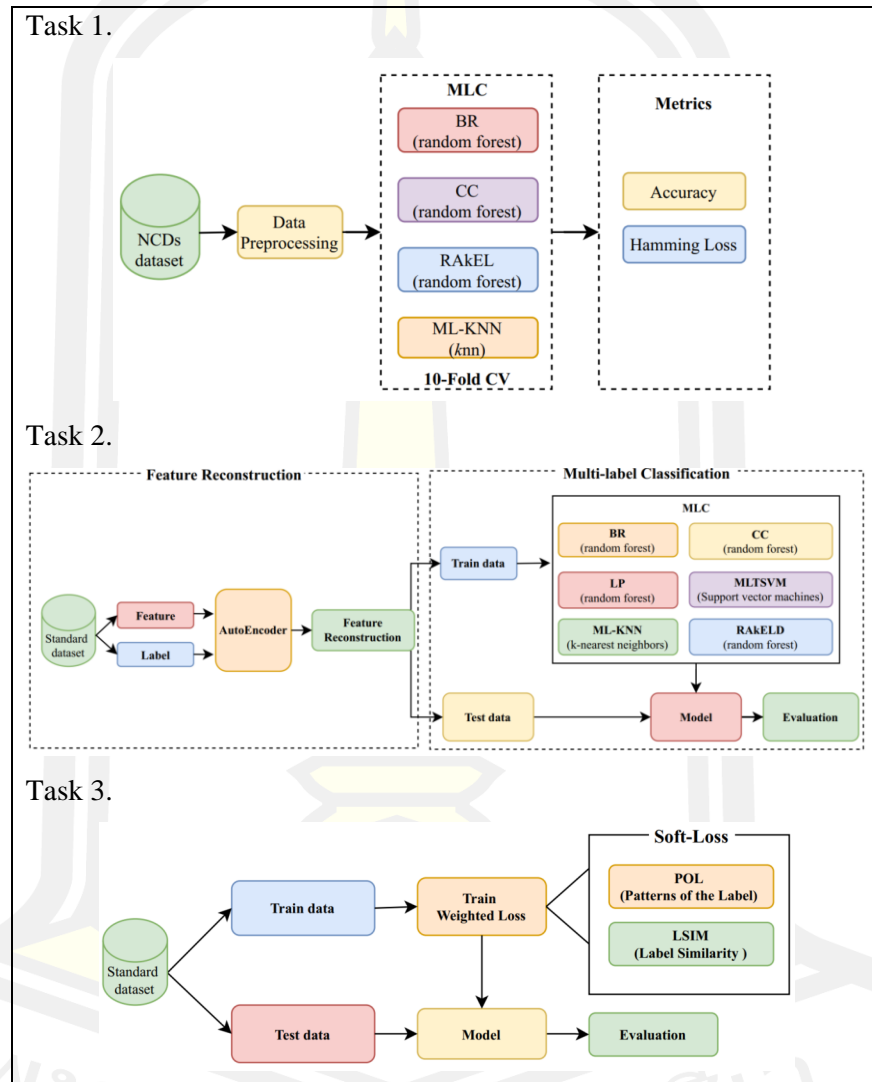 Task 1.
MLC
BR
(random forest)
CC
(random forest)
RAkEL
(random forest)
ML-KNN
(knn)
10-Fold CV
Metrics
Accuracy
Hamming Loss
NCDs
dataset
Data
Preprocessing
Task 2.
Feature Reconstruction
Standard
dataset
Feature
Label
AutoEncoder
Feature
Reconstruction
Multi-label Classification
Train data
MLC
BR
(random forest)
CC
(random forest)
LP
(random forest)
MLTSVM
(Support vector machines)
ML-KNN
(k-nearest neighbors)
RAkELD
(random forest)
Test data
Model
Evaluation
Task 3.
Standard
dataset
Train data
Train
Weighted Loss
Soft-Loss
POL
(Patterns of the Label)
LSIM
(Label Similarity )
Test data
Model
Evaluation